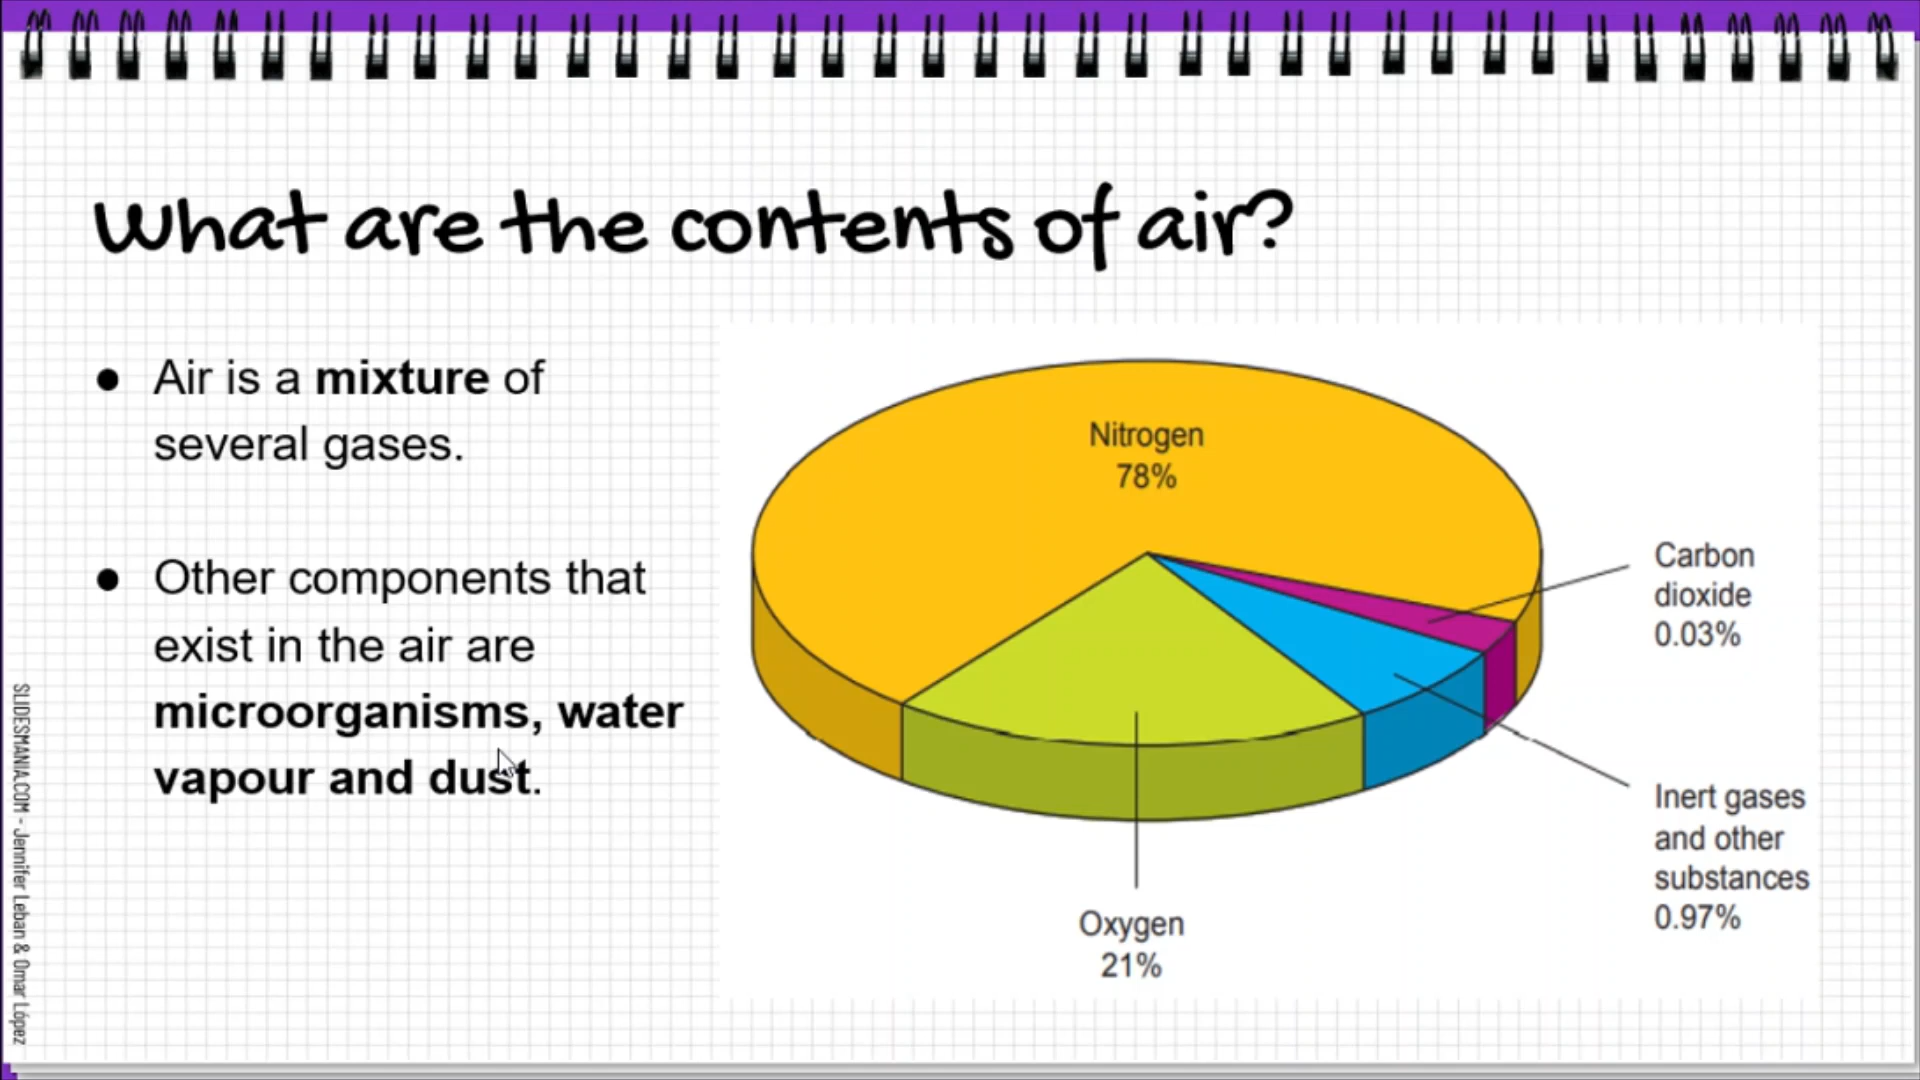 What are the contents of air?
● Air is a mixture of
several gases.
● Other components that
exist in the air are
microorganisms, water
vapour and dust.
Nitrogen
78%
Carbon
dioxide
0.03%
Inert gases
and other
substances
0.97%
Oxygen
21%
SLIDESMANIA.COM - Jennifer Leban & Omar López